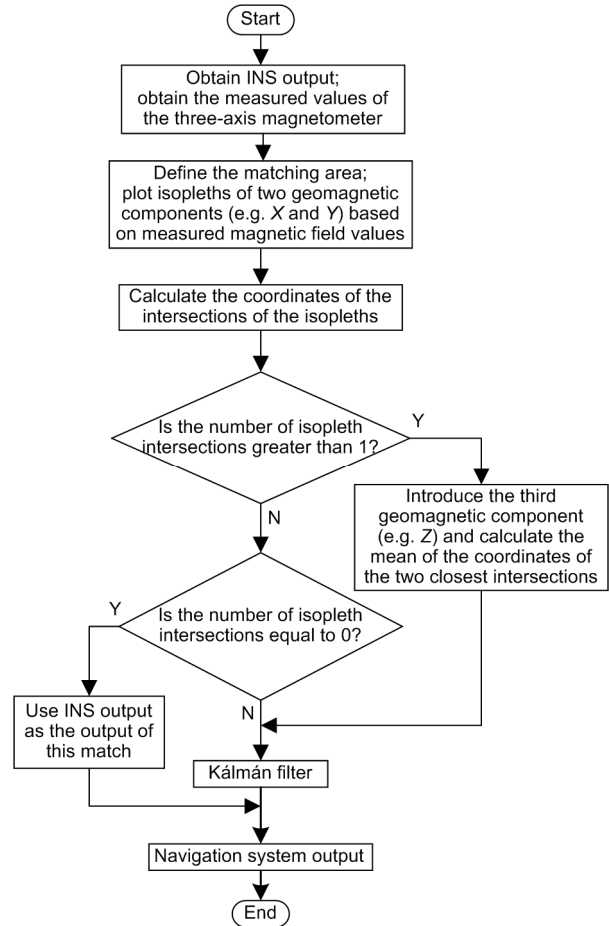 Start
Obtain INS output;
obtain the measured values of
the three-axis magnetometer
Define the matching area;
plot isopleths of two geomagnetic
components (e.g. X and Y) based
on measured magnetic field values
Calculate the coordinates of the
intersections of the isopleths
Is the number of isopleth
intersections greater than 1?
Y
N
Introduce the third
geomagnetic component
(e.g. Z) and calculate the
mean of the coordinates of
the two closest intersections
Is the number of isopleth
intersections equal to 0?
Y
N
Use INS output
as the output of
this match
Kálmán filter
Navigation system output
End